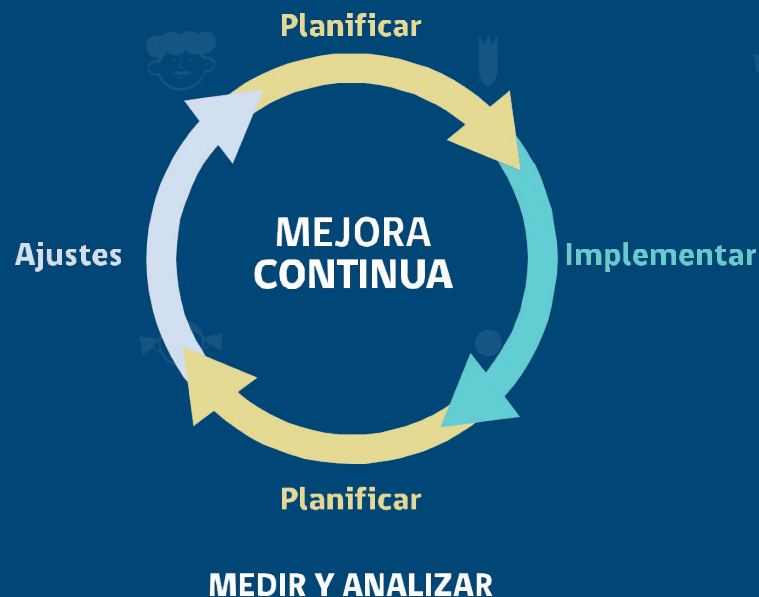 Planificar
MEJORA
CONTINUA
Ajustes
Implementar
Planificar
MEDIR Y ANALIZAR